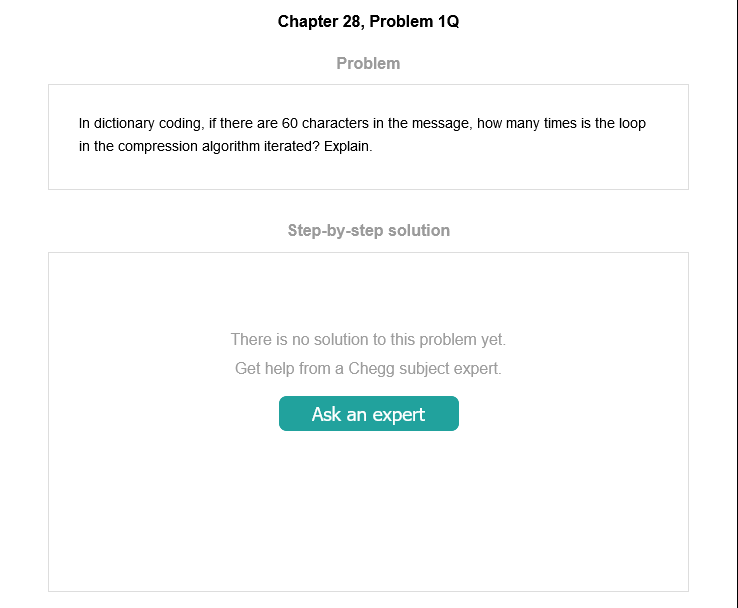 Chapter 28, Problem 1Q
Problem
In dictionary coding, if there are 60 characters in the message, how many times is the loop
in the compression algorithm iterated? Explain.
Step-by-step solution
There is no solution to this problem yet.
Get help from a Chegg subject expert.
Ask an expert